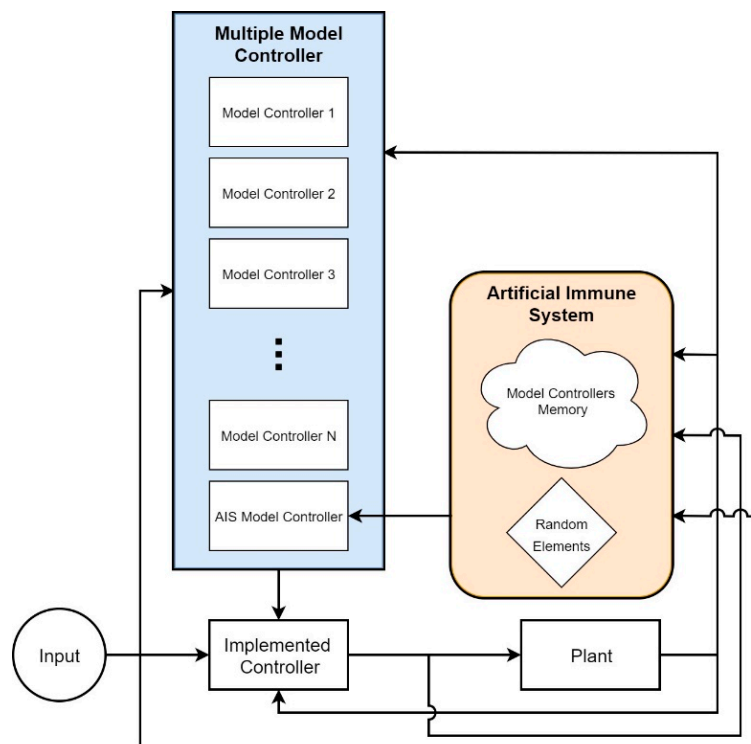 Multiple Model
Controller
Model Controller 1
Model Controller 2
Model Controller 3
Model Controller N
AIS Model Controller
Artificial Immune
System
Model Controllers
Memory
Random
Elements
Input
Implemented
Controller
Plant